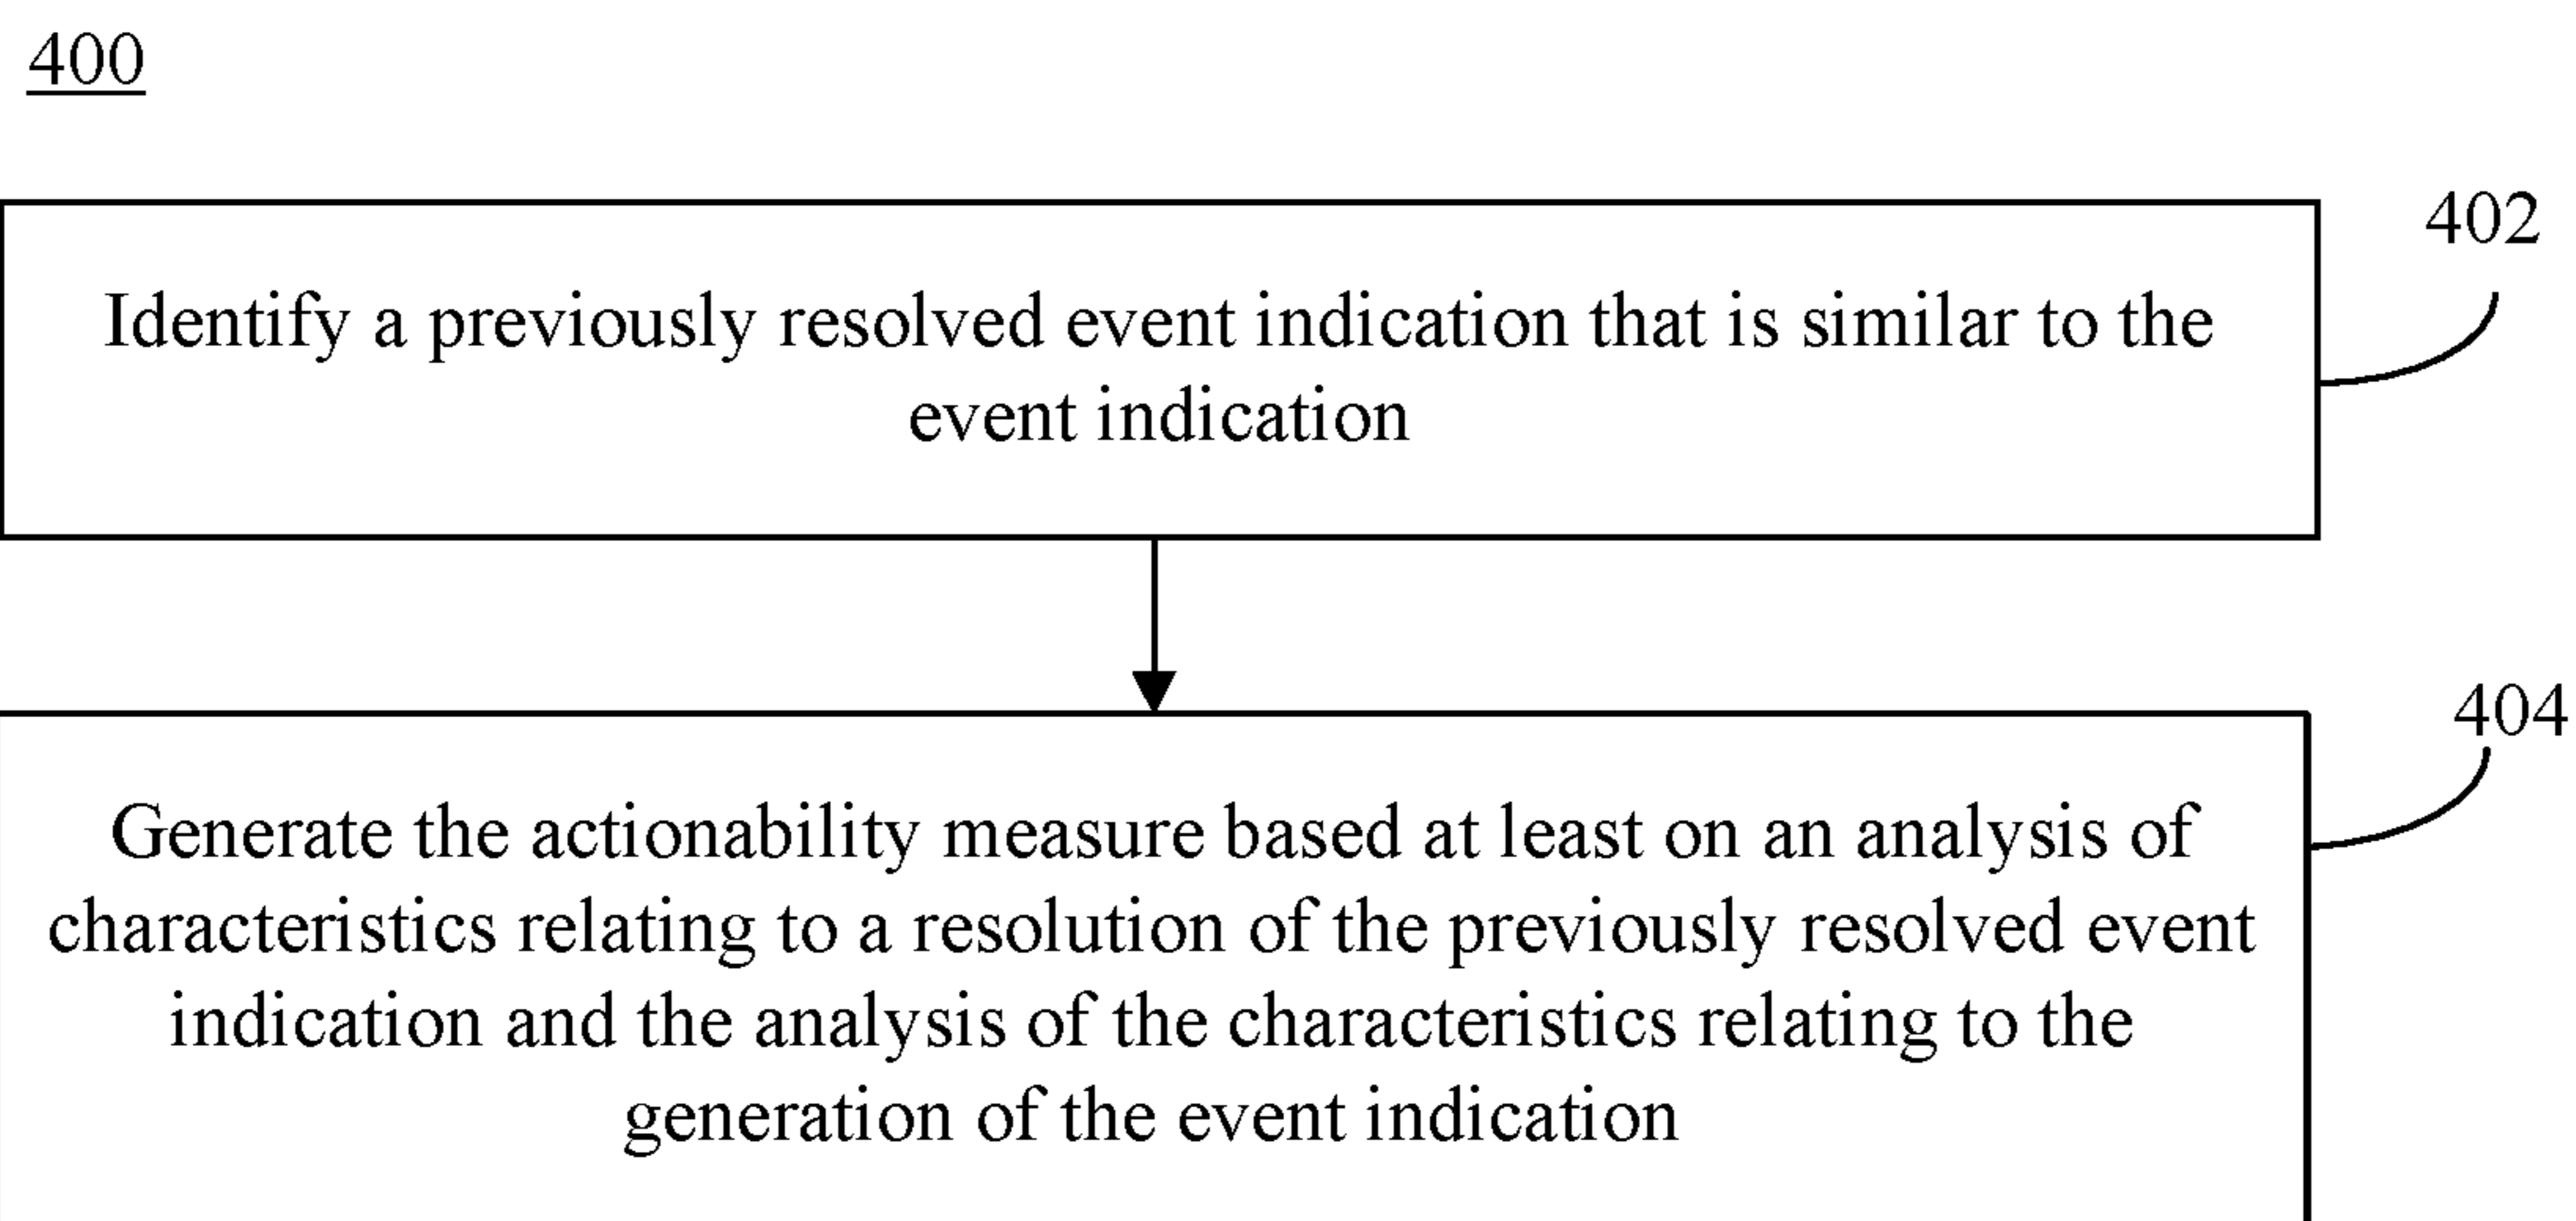 400
402
Identify a previously resolved event indication that is similar to the
event indication
404
Generate the actionability measure based at least on an analysis of
characteristics relating to a resolution of the previously resolved event
indication and the analysis of the characteristics relating to the
generation of the event indication